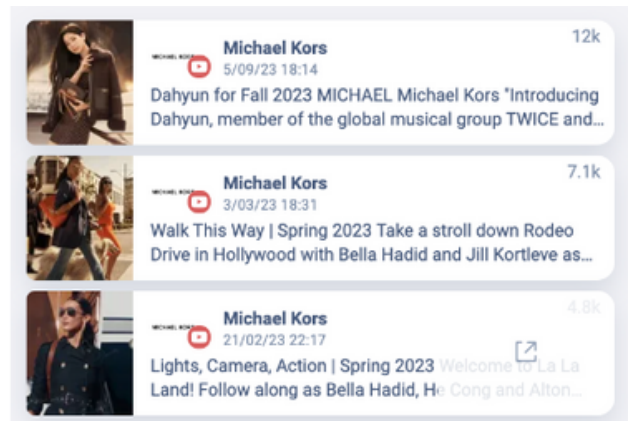 12k
MICHAEL KORS
Michael Kors
5/09/23 18:14
Dahyun for Fall 2023 MICHAEL Michael Kors "Introducing
Dahyun, member of the global musical group TWICE and...
7.1k
MICHAEL KORS
Michael Kors
3/03/23 18:31
Walk This Way | Spring 2023 Take a stroll down Rodeo
Drive in Hollywood with Bella Hadid and Jill Kortleve as...
4.8k
MICHAEL KORS
Michael Kors
21/02/23 22:17
Lights, Camera, Action | Spring 2023 Welcome to La La
Land! Follow along as Bella Hadid, He Cong and Alton...